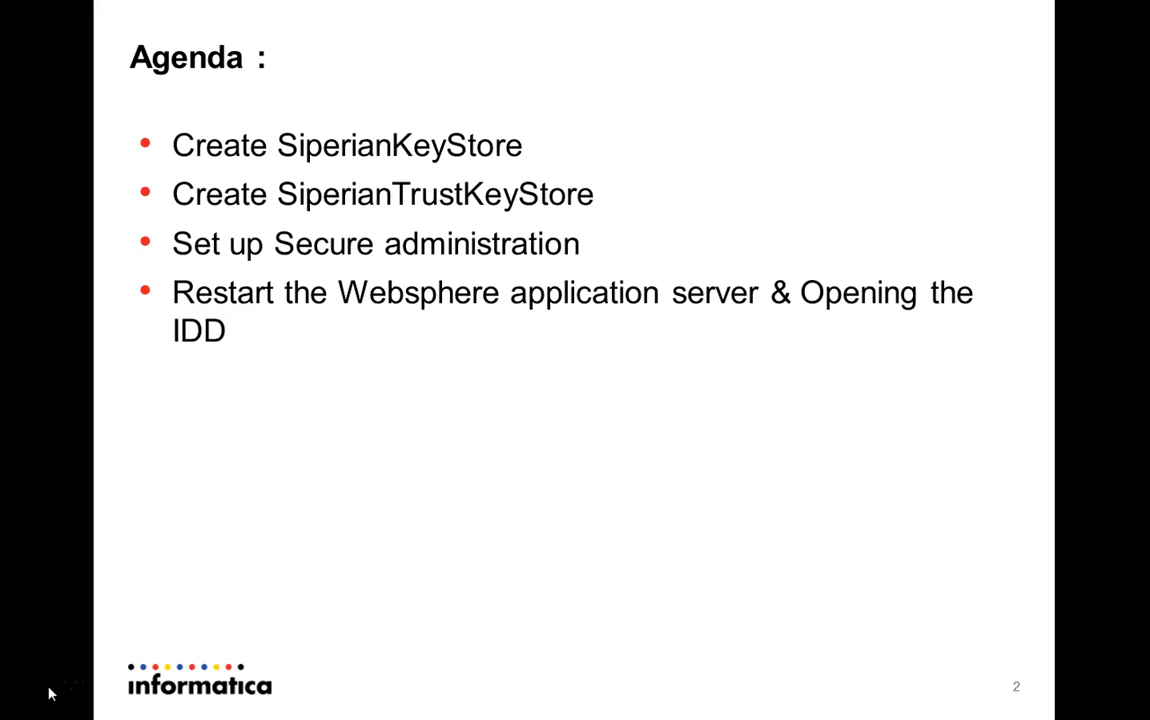 Agenda :
• Create SiperianKeyStore
• Create SiperianTrustKeyStore
• Set up Secure administration
• Restart the Websphere application server & Opening the
IDD
informatica
2